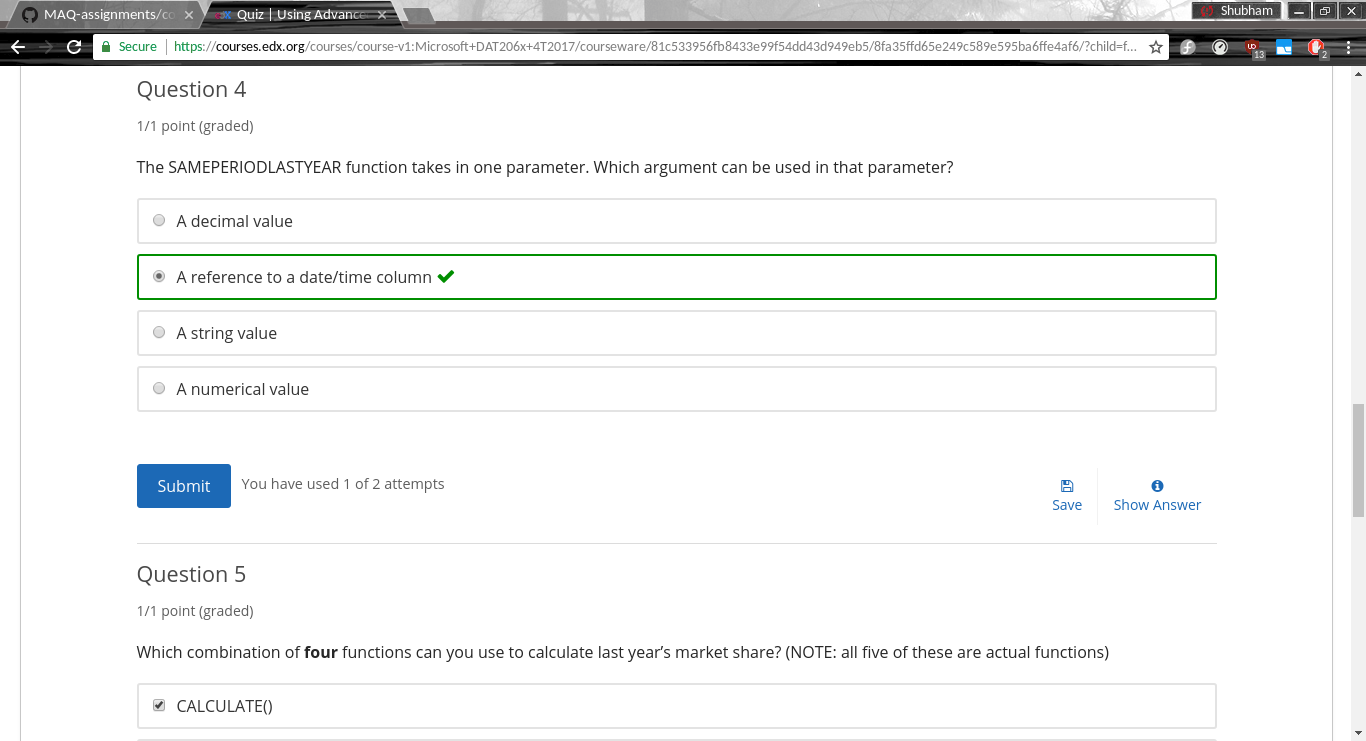 MAQ-assignments/co
Quiz | Using Advance
Shubham
Secure
https://courses.edx.org/courses/course-v1:Microsoft+DAT206x+4T2017/courseware/81c533956fb8433e99f54dd43d949eb5/8fa35ffd65e249c589e595ba6ffe4af6/?child=f...
13
2
Question 4
1/1 point (graded)
The SAMEPERIODLASTYEAR function takes in one parameter. Which argument can be used in that parameter?
A decimal value
A reference to a date/time column
A string value
A numerical value
Submit
You have used 1 of 2 attempts
Save
Show Answer
Question 5
1/1 point (graded)
Which combination of four functions can you use to calculate last year's market share? (NOTE: all five of these are actual functions)
CALCULATE()